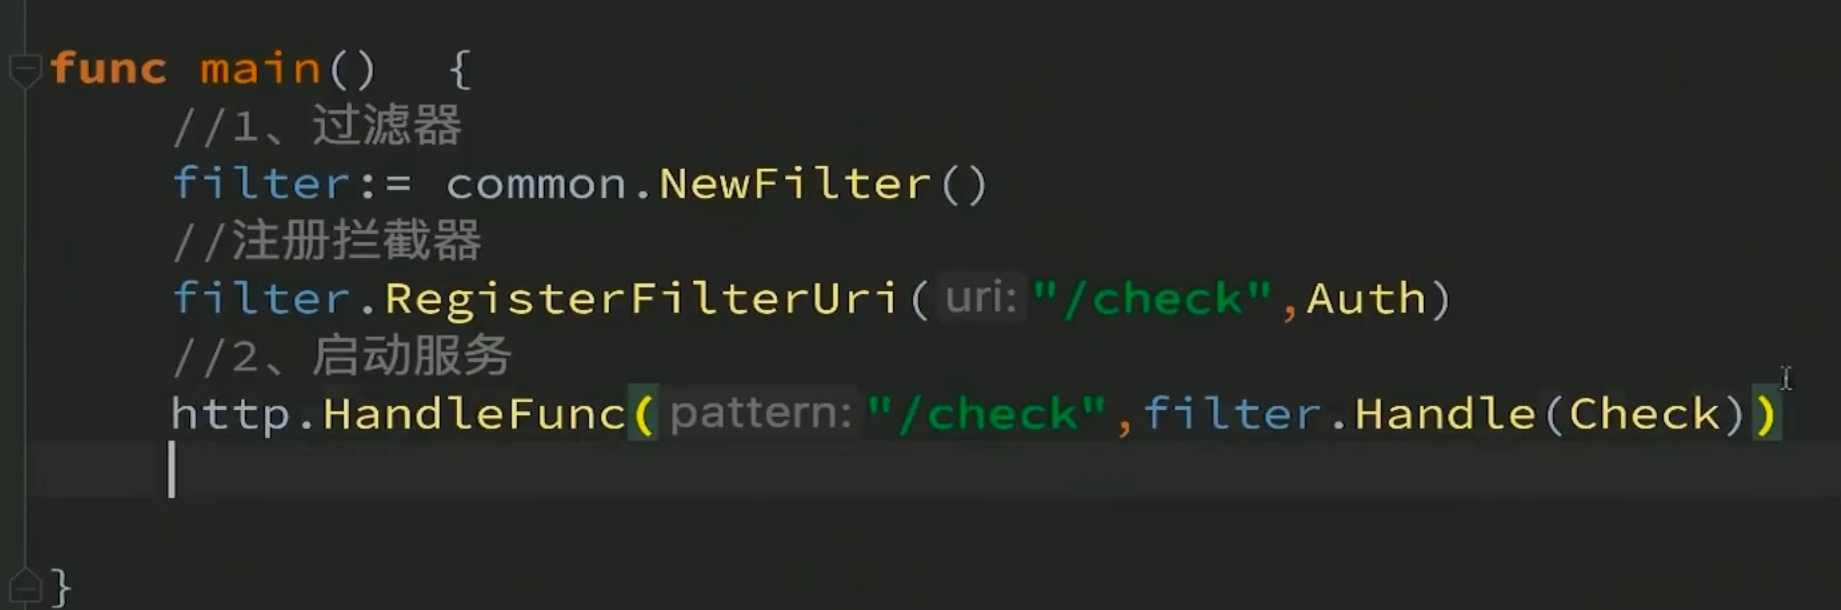 func main()  {
//1、过滤器
filter:= common.NewFilter()
//注册拦截器
filter.RegisterFilterUri( uri: "/check",Auth)
//2、启动服务
http.HandleFunc( pattern: "/check",filter.Handle(Check))
}